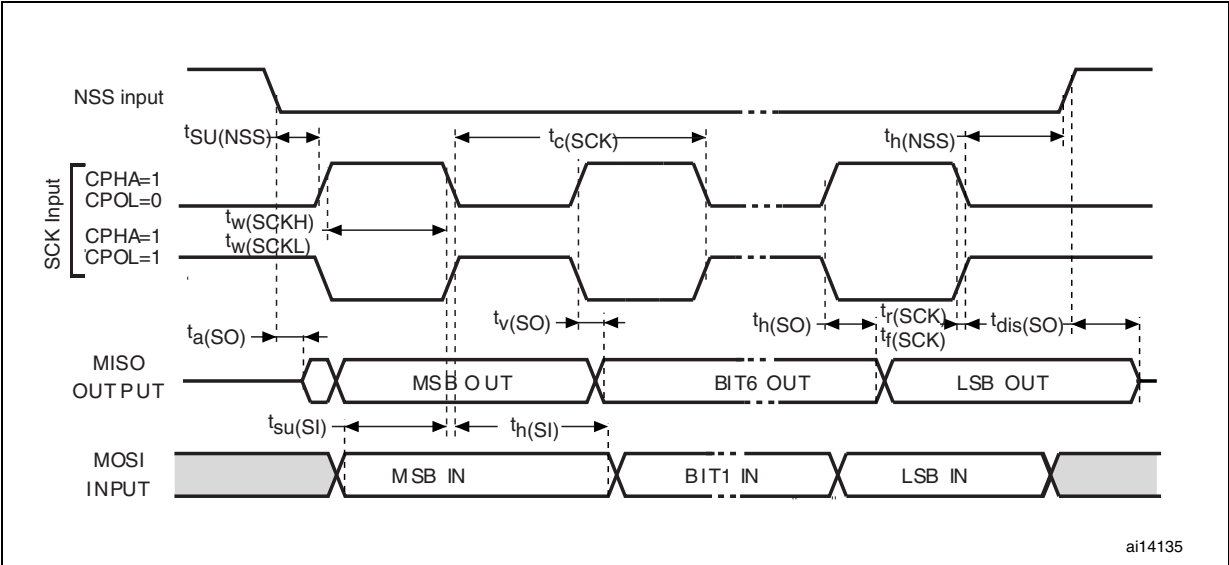 NSS input
tSU(NSS)
tc(SCK)
th(NSS)
SCK Input
CPHA=1
CPOL=0
tw(SCKH)
CPHA=1
tw(SCKL)
CPOL=1
ta(SO)
tv(SO)
th(SO)
tr(SCK)
tf(SCK)
tdis(SO)
MISO
OUTPUT
MSB OUT
BIT6 OUT
LSB OUT
tsu(SI)
th(SI)
MOSI
INPUT
MSB IN
BIT1 IN
LSB IN
ai14135